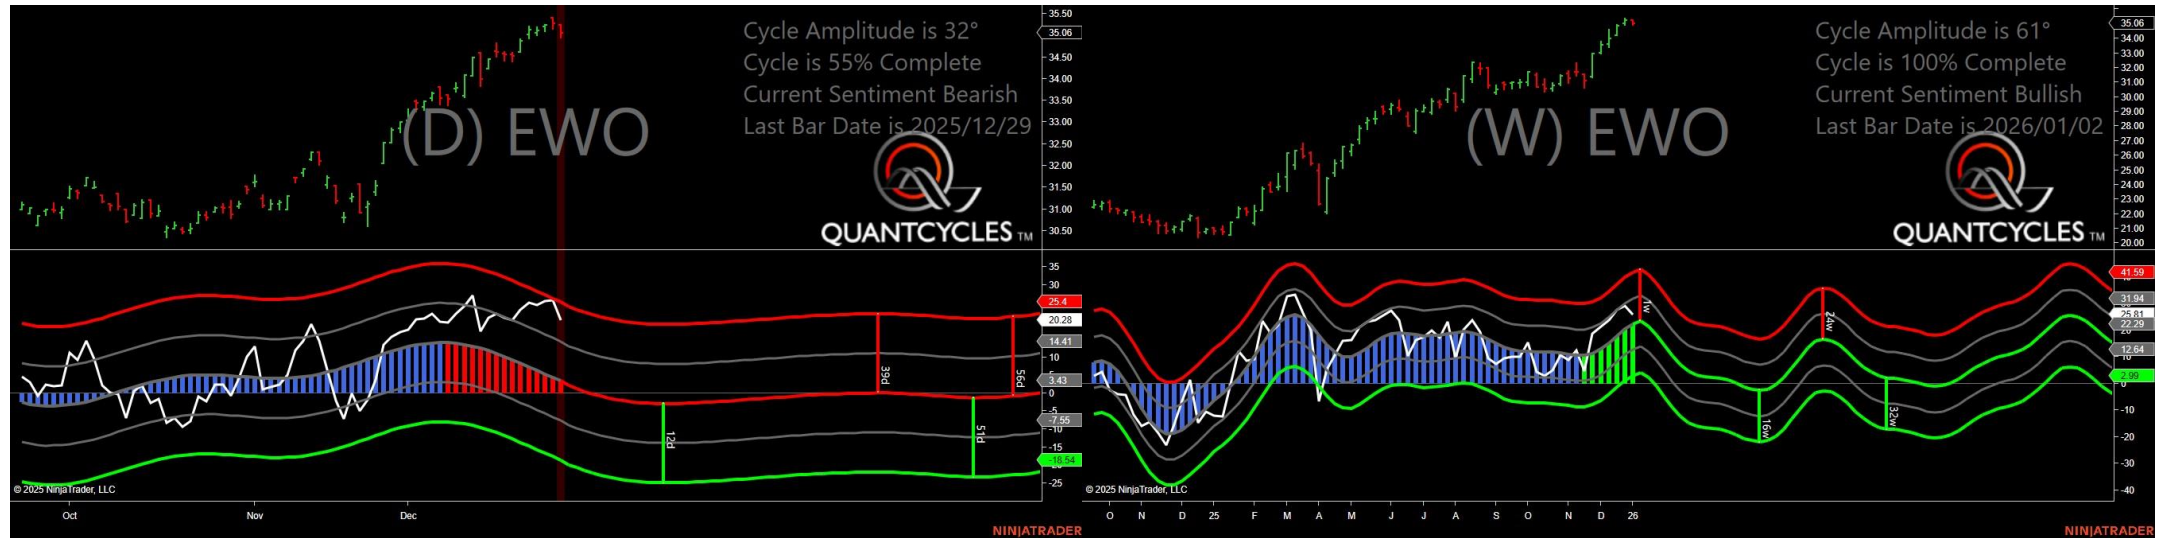 Cycle Amplitude is 32°
Cycle is 55% Complete
Current Sentiment Bearish
Last Bar Date is 2025/12/29
(D) EWO
QUANTCYCLES TM
35.50
35.06
34.50
34.00
33.50
33.00
32.50
32.00
31.50
31.00
30.50
35
30
25.4
20.28
14.41
10
3.43
0
-5
-7.55
-10
-18.54
-25
12d
39d
51d
56d
© 2025 NinjaTrader, LLC
Oct Nov Dec
NINJATRADER
Cycle Amplitude is 61°
Cycle is 100% Complete
Current Sentiment Bullish
Last Bar Date is 2026/01/02
(W) EWO
QUANTCYCLES TM
35.06
34.00
33.00
32.00
31.00
30.00
29.00
28.00
27.00
26.00
25.00
24.00
23.00
22.00
21.00
20.00
41.59
31.94
25.81
22.29
12.64
10
2.99
0
-10
-20
-30
-40
1w
16w
24w
32w
© 2025 NinjaTrader, LLC
O N D 25 F M A M J J A S O N D 26
NINJATRADER